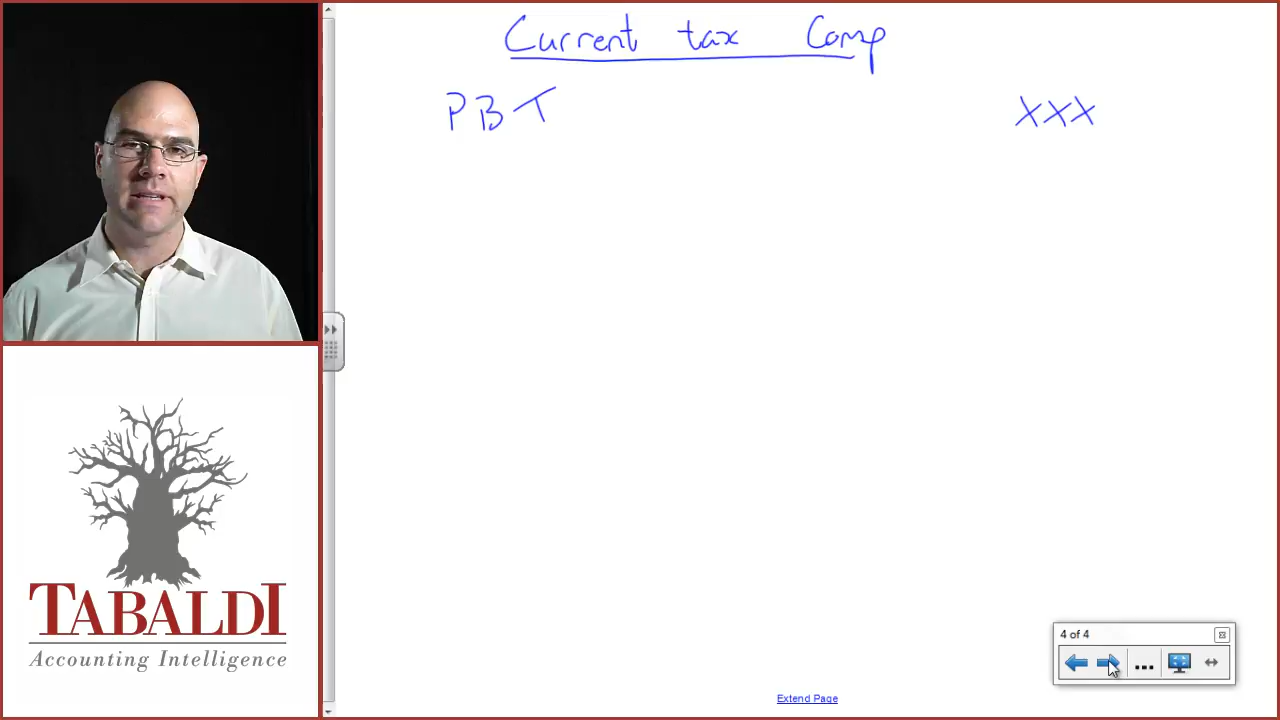 Current tax Comp
PBT XXX
TABALDI
Accounting Intelligence
4 of 4
...
Extend Page